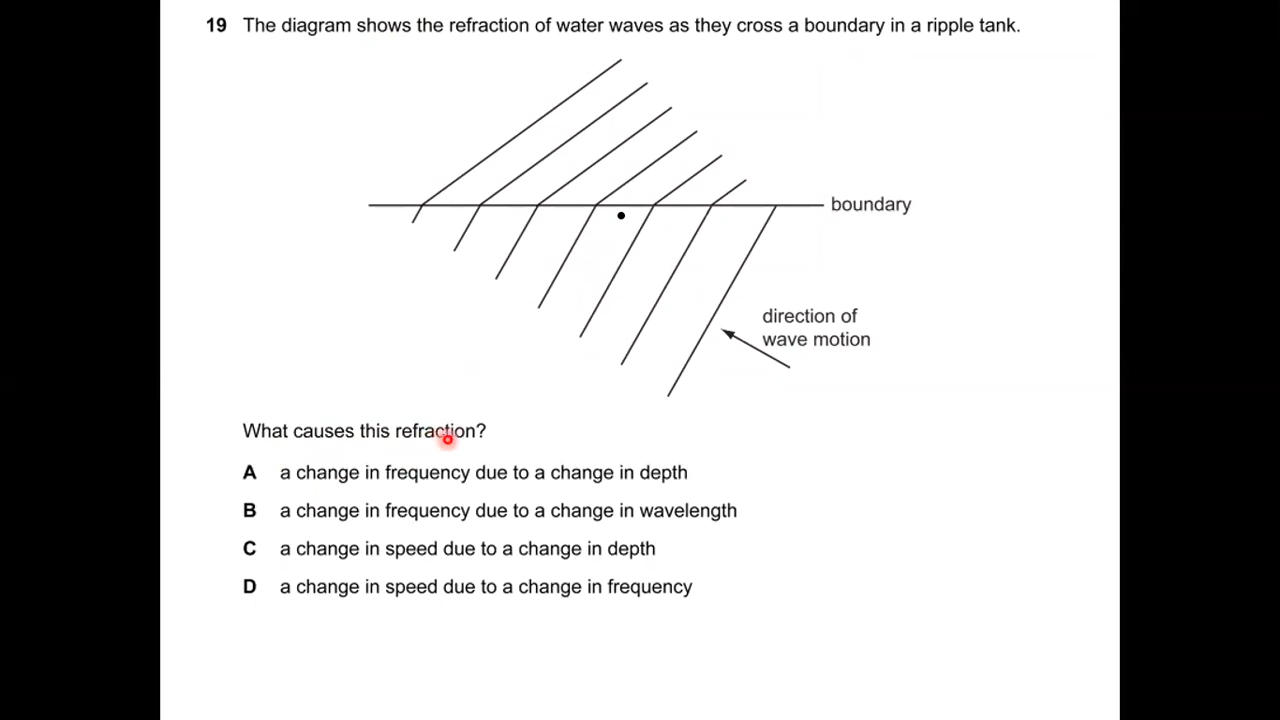 19 The diagram shows the refraction of water waves as they cross a boundary in a ripple tank.
boundary
direction of
wave motion
What causes this refraction?
A a change in frequency due to a change in depth
B a change in frequency due to a change in wavelength
C a change in speed due to a change in depth
D a change in speed due to a change in frequency